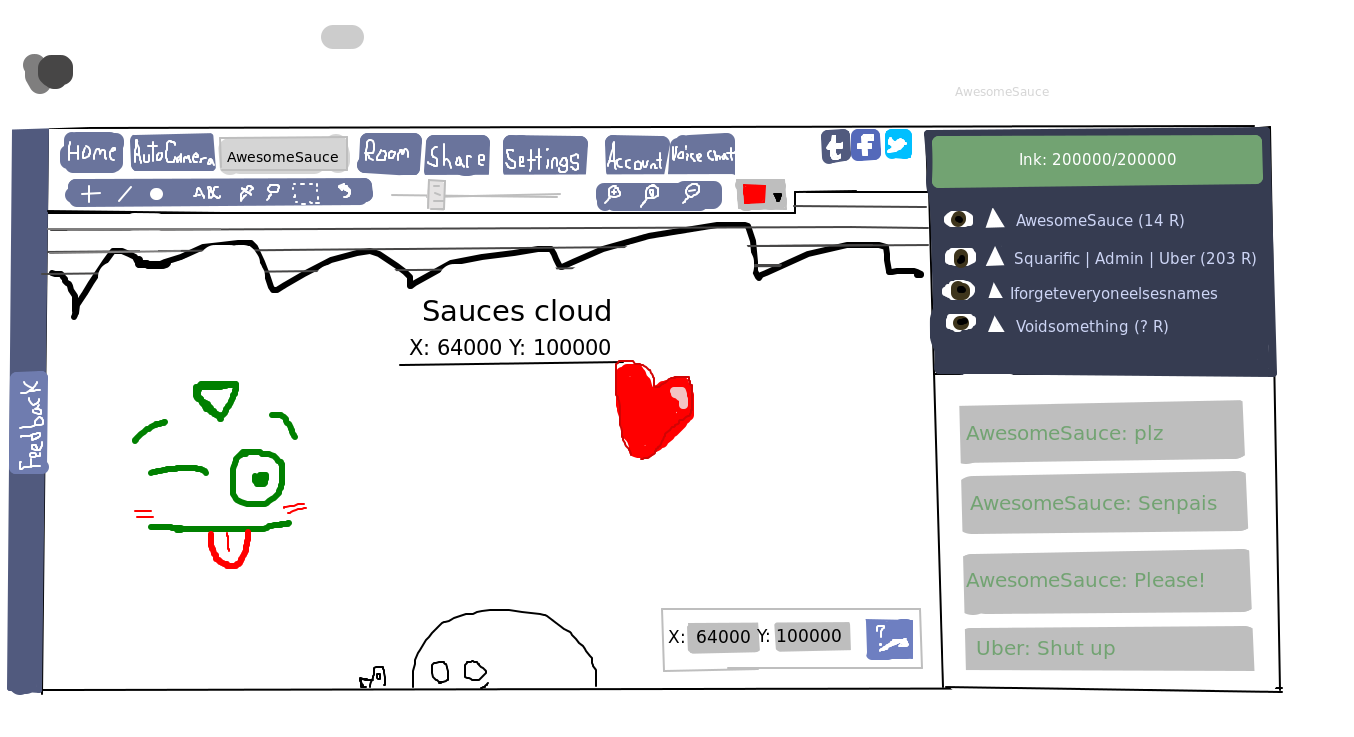 AwesomeSauce
Home AutoCamera AwesomeSauce Room Share Settings Account Voice Chat t f
Ink: 200000/200000
ABC
AwesomeSauce (14 R)
Squarific | Admin | Uber (203 R)
Iforgeteveryoneelsesnames
Voidsomething (? R)
Sauces cloud
X: 64000 Y: 100000
Feedback
AwesomeSauce: plz
AwesomeSauce: Senpais
AwesomeSauce: Please!
Uber: Shut up
X: 64000 Y: 100000 ?